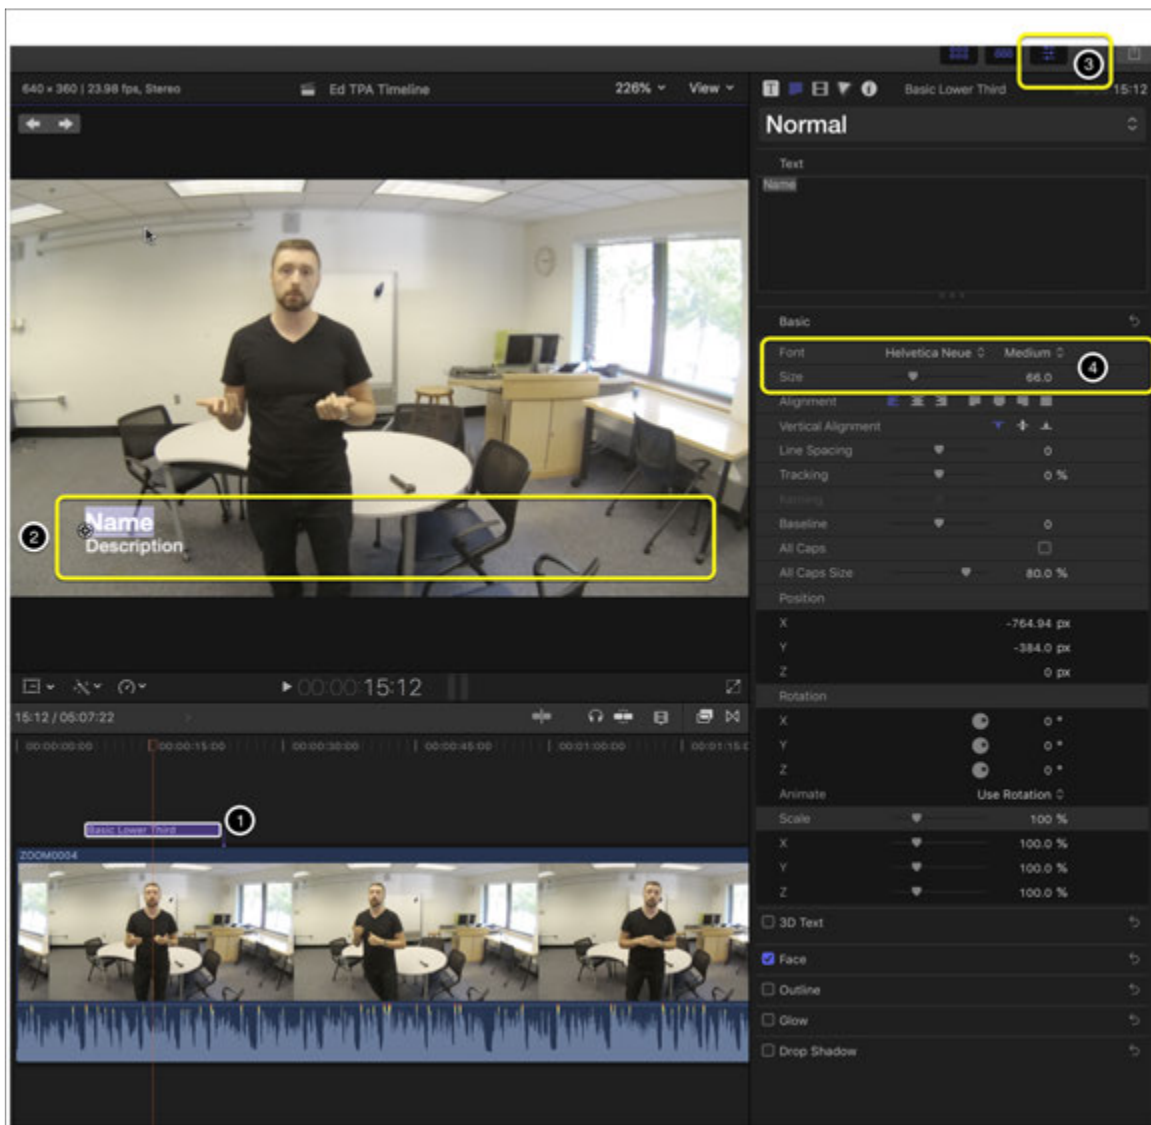 3
640 × 360 | 23.98 fps, Stereo
Ed TPA Timeline
226%
View
Basic Lower Third
15:12
Normal
Text
Name
Basic
Font Helvetica Neue Medium
4
Size 66.0
Alignment
Vertical Alignment
Line Spacing 0
Tracking 0 %
Kerning
Baseline 0
All Caps
All Caps Size 80.0 %
Position
X -764.94 px
Y -384.0 px
Z 0 px
Rotation
X 0 °
Y 0 °
Z 0 °
Animate Use Rotation
Scale 100 %
X 100.0 %
Y 100.0 %
Z 100.0 %
3D Text
Face
Outline
Glow
Drop Shadow
2
Name
Description
00:00:15:12
15:12 / 05:07:22
00:00:00:00 00:00:15:00 00:00:30:00 00:00:45:00 00:01:00:00
1
Basic Lower Third
ZOOM0004